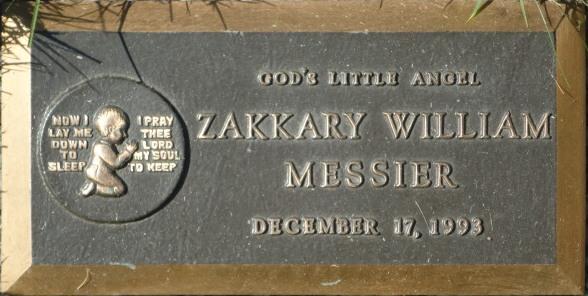 GOD'S LITTLE ANGEL
ZAKKARY WILLIAM
MESSIER
DECEMBER 17, 1993
NOW I
LAY ME
DOWN
TO
SLEEP
I PRAY
THEE
LORD
MY SOUL
TO KEEP